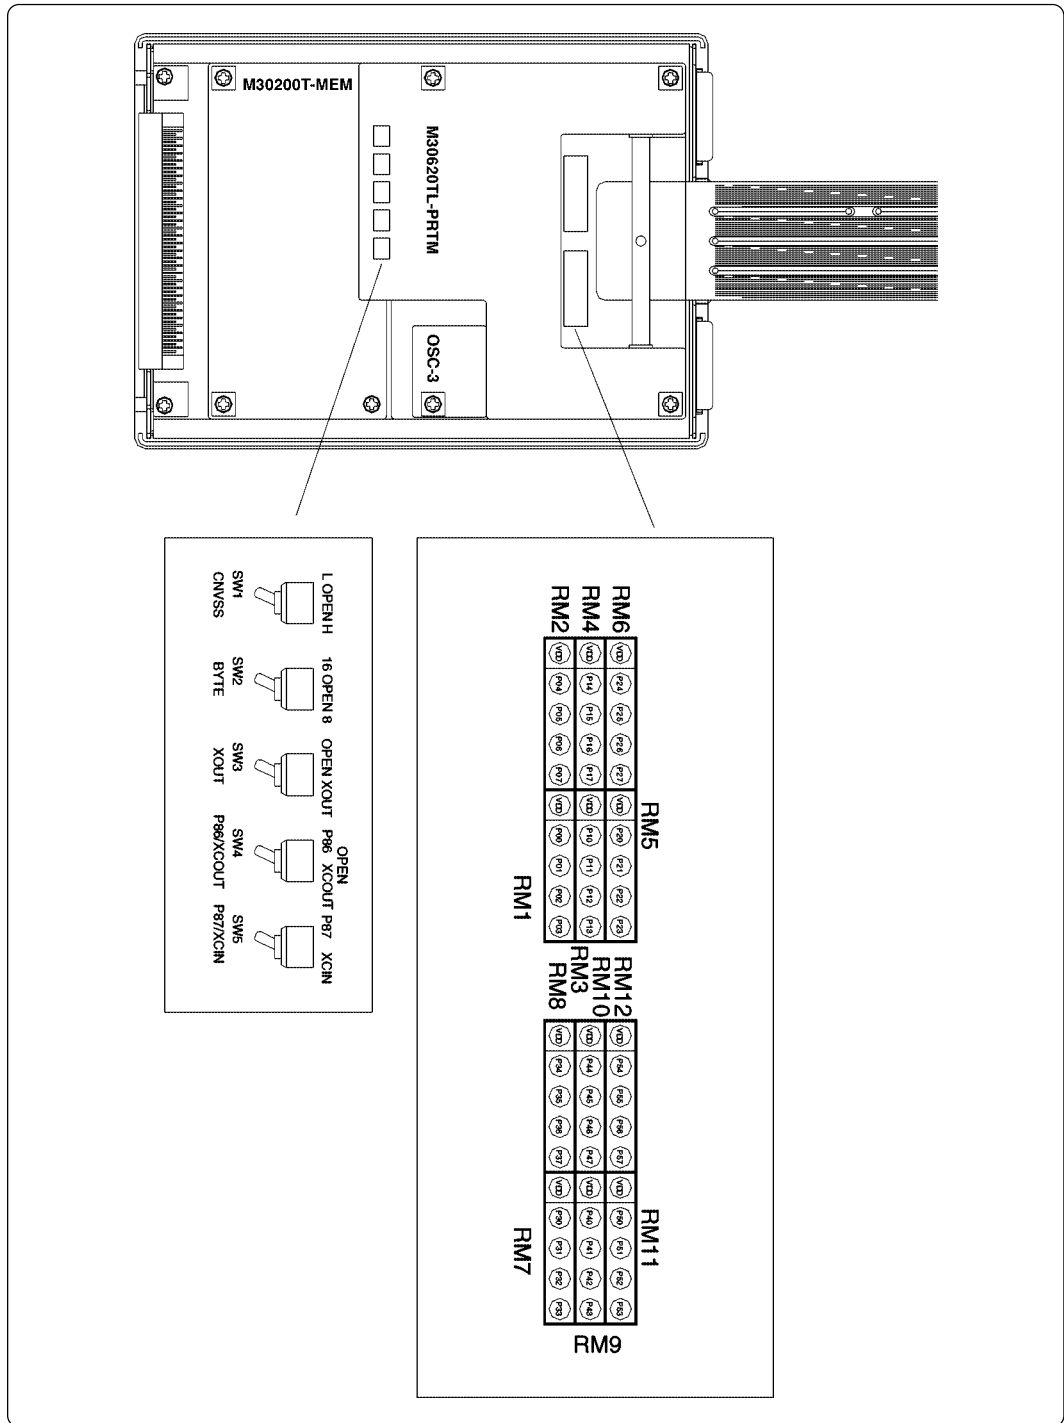 M30200T-MEM
M30620TL-PRTM
OSC-3
L OPEN H
SW1
CNVSS
16 OPEN 8
SW2
BYTE
OPEN XOUT
SW3
XOUT
OPEN
P86 XCOUT
SW4
P86/XCOUT
P87 XCIN
SW5
P87/XCIN
RM6
RM4
RM2
VDD P24 P25 P26 P27 VDD P20 P21 P22 P23
VDD P14 P15 P16 P17 VDD P10 P11 P12 P13
VDD P04 P05 P06 P07 VDD P00 P01 P02 P03
RM5
RM1
RM3
RM12
RM10
RM8
VDD P54 P55 P56 P57 VDD P50 P51 P52 P53
VDD P44 P45 P46 P47 VDD P40 P41 P42 P43
VDD P34 P35 P36 P37 VDD P30 P31 P32 P33
RM11
RM7
RM9